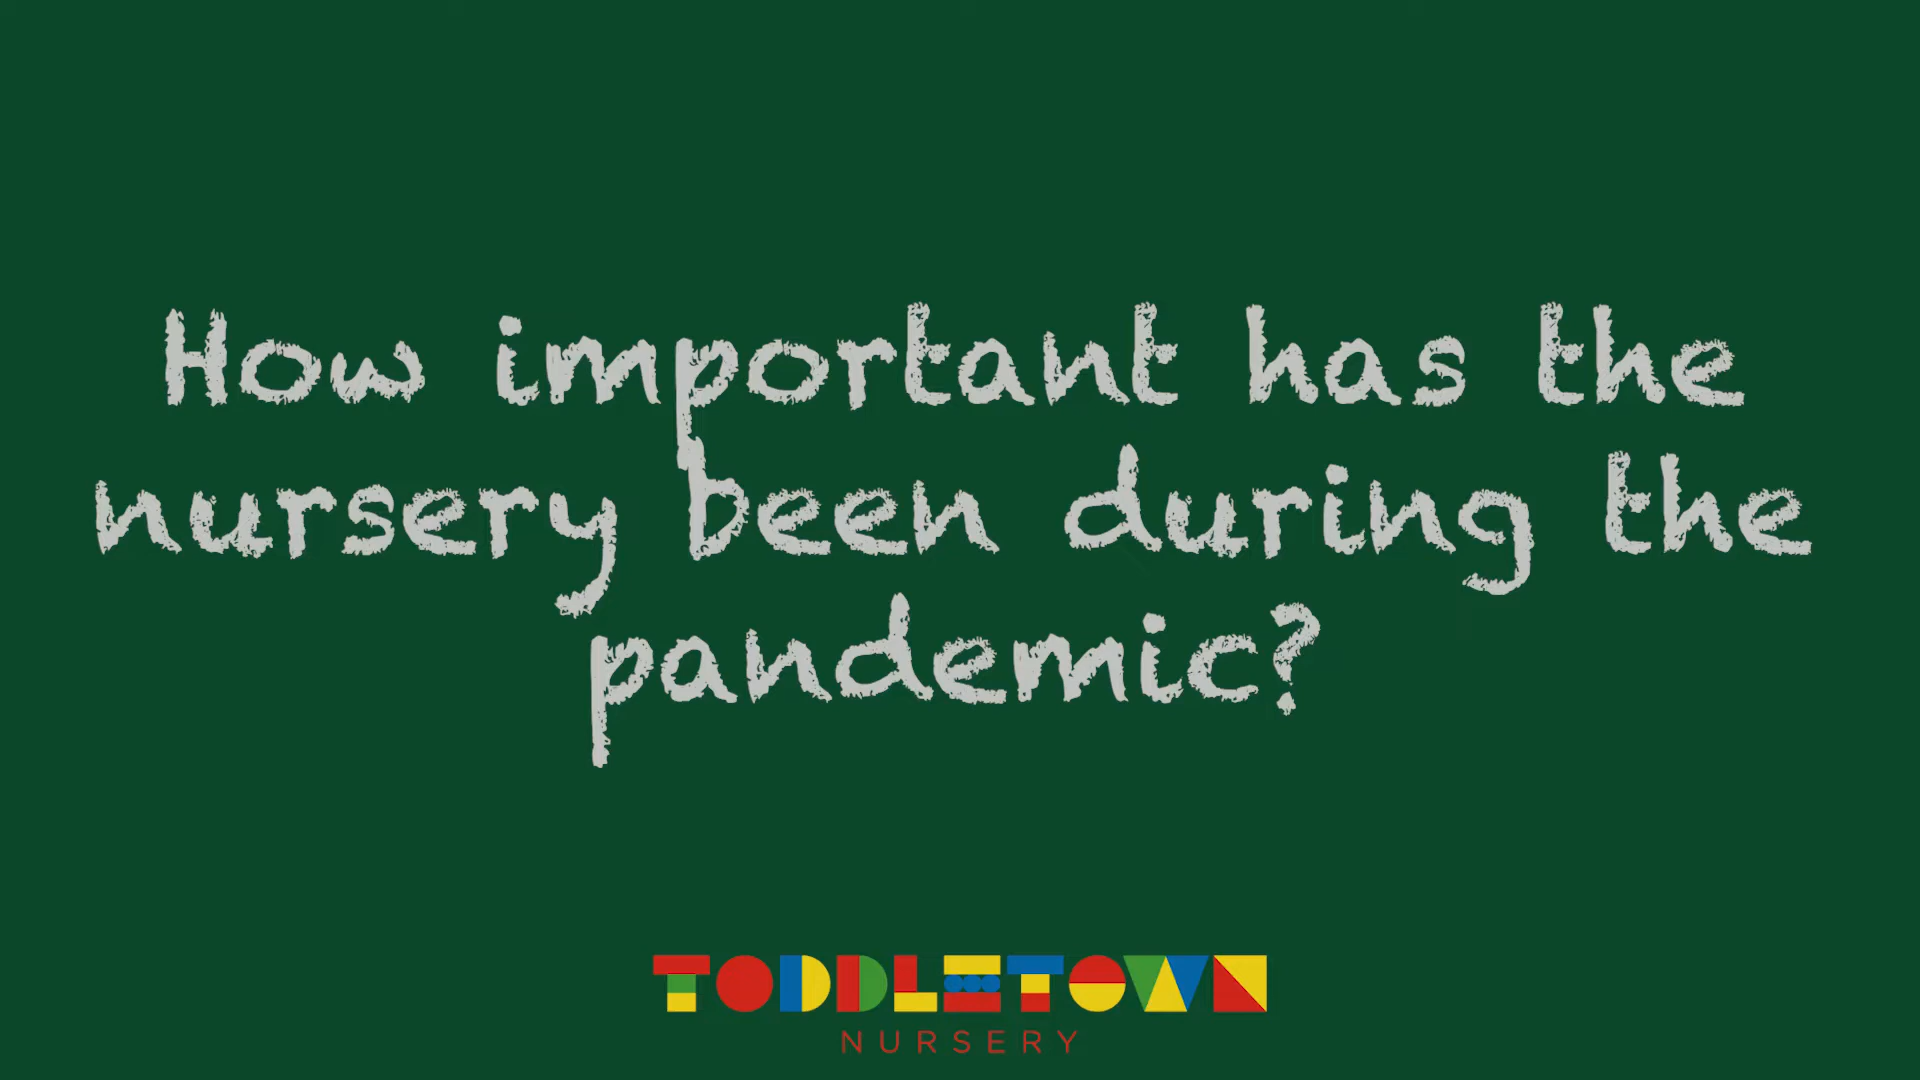 How important has the
nursery been during the
pandemic?
TODDLETOWN
NURSERY